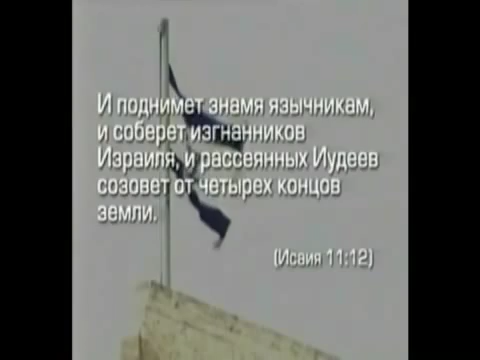 И поднимет знамя язычникам,
и соберет изгнанников
Израиля, и рассеянных Иудеев
созовет от четырех концов
земли.
(Исаия 11:12)